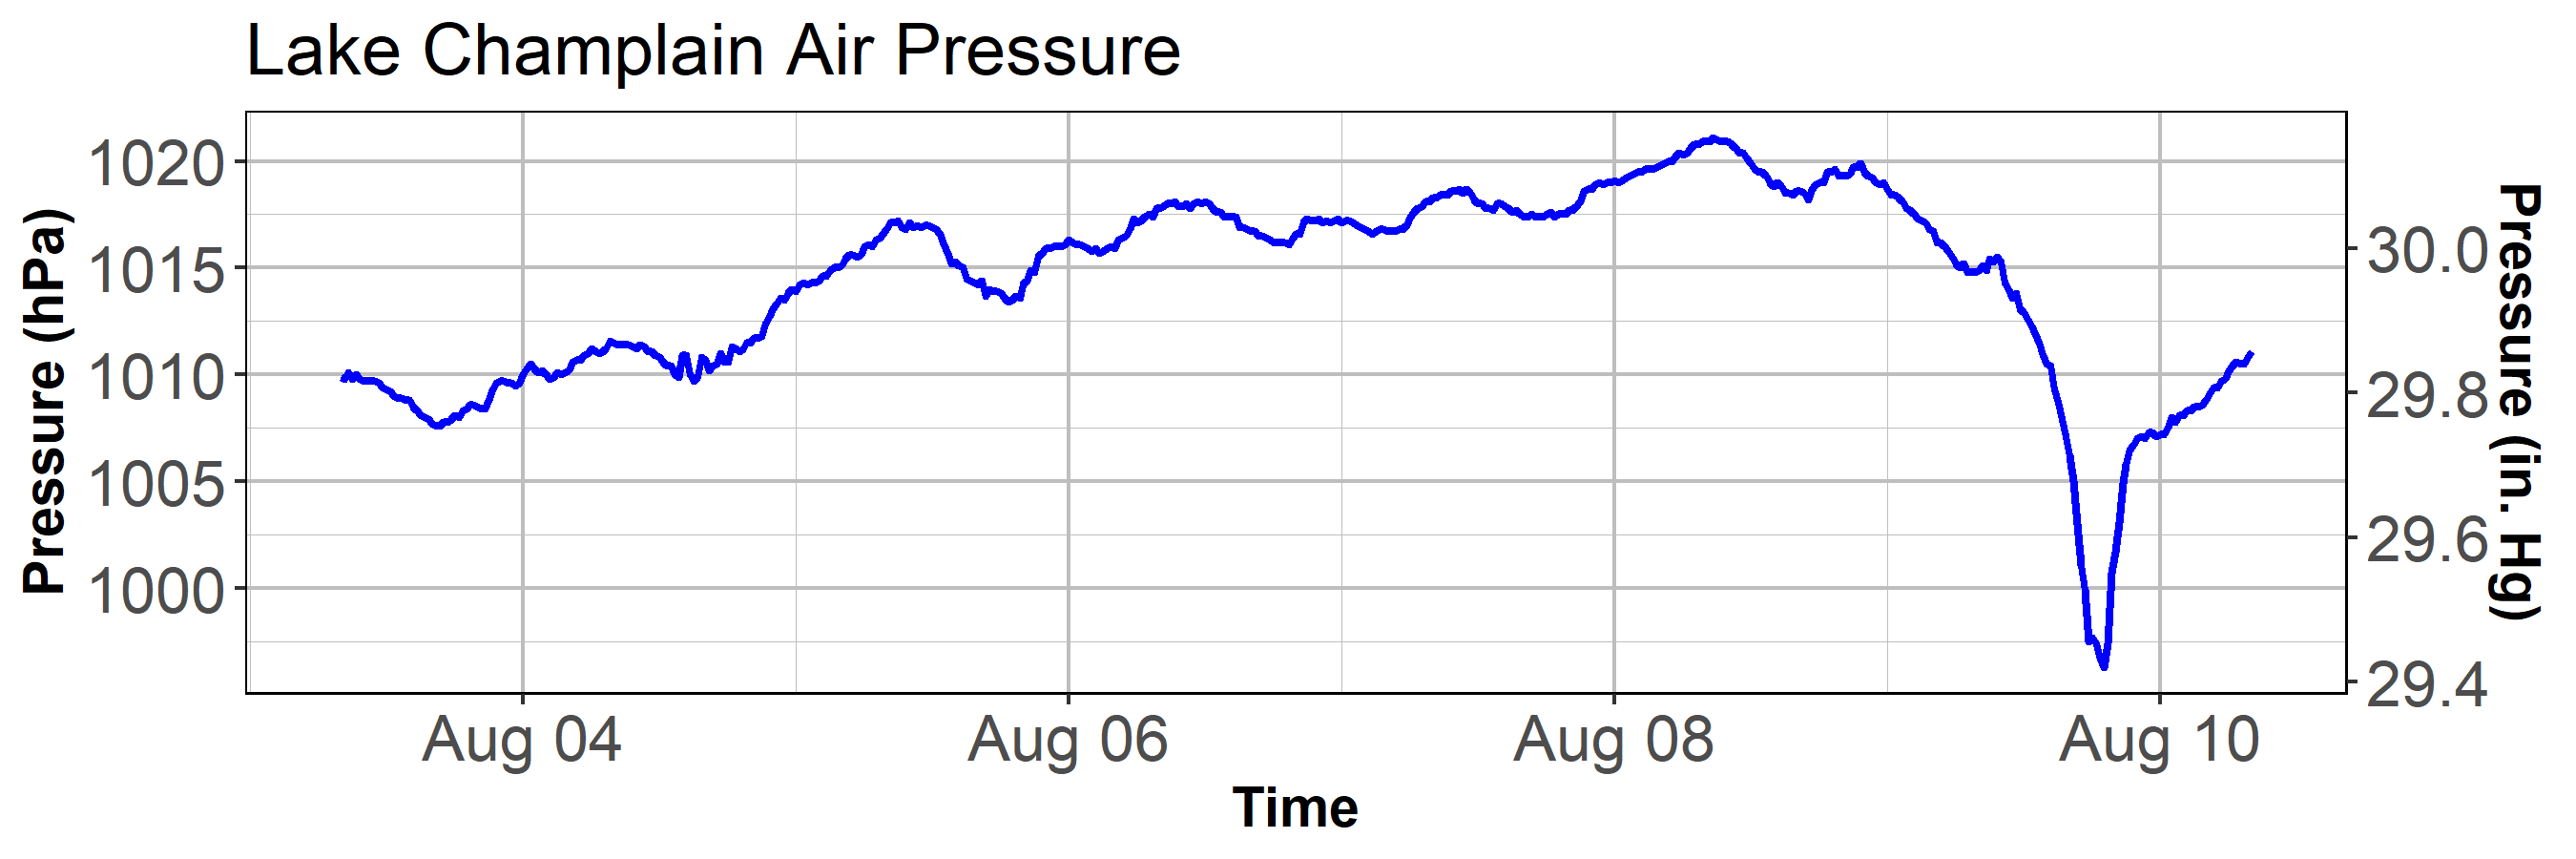 Lake Champlain Air Pressure
Pressure (hPa)
1020
1015
1010
1005
1000
30.0
29.8
29.6
29.4
Pressure (in. Hg)
Aug 04 Aug 06 Aug 08 Aug 10
Time